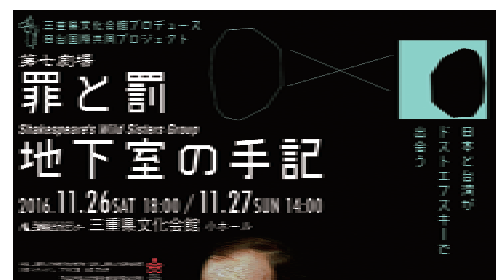 三重県文化会館プロデュース
日台国際共同プロジェクト
第七劇場
罪と罰
Shakespeare's Wild Sisters Group
地下室の手記
2016.11.26SAT 18:00 / 11.27SUN 14:00
三重県文化会館 小ホール
日本と台湾が
ドストエフスキーと
出会う